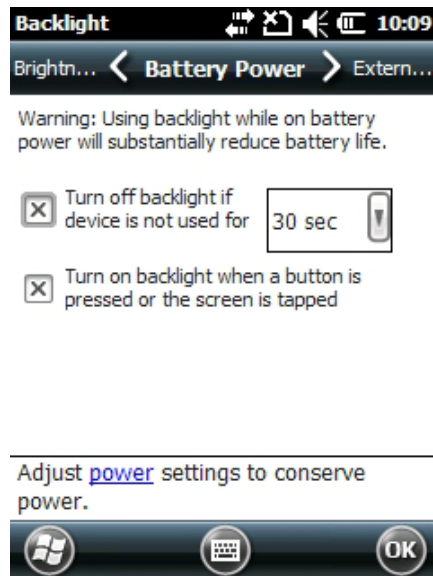 Backlight 10:09
Brightn... Battery Power Extern...
Warning: Using backlight while on battery
power will substantially reduce battery life.
Turn off backlight if
device is not used for 30 sec
Turn on backlight when a button is
pressed or the screen is tapped
Adjust power settings to conserve
power.
OK